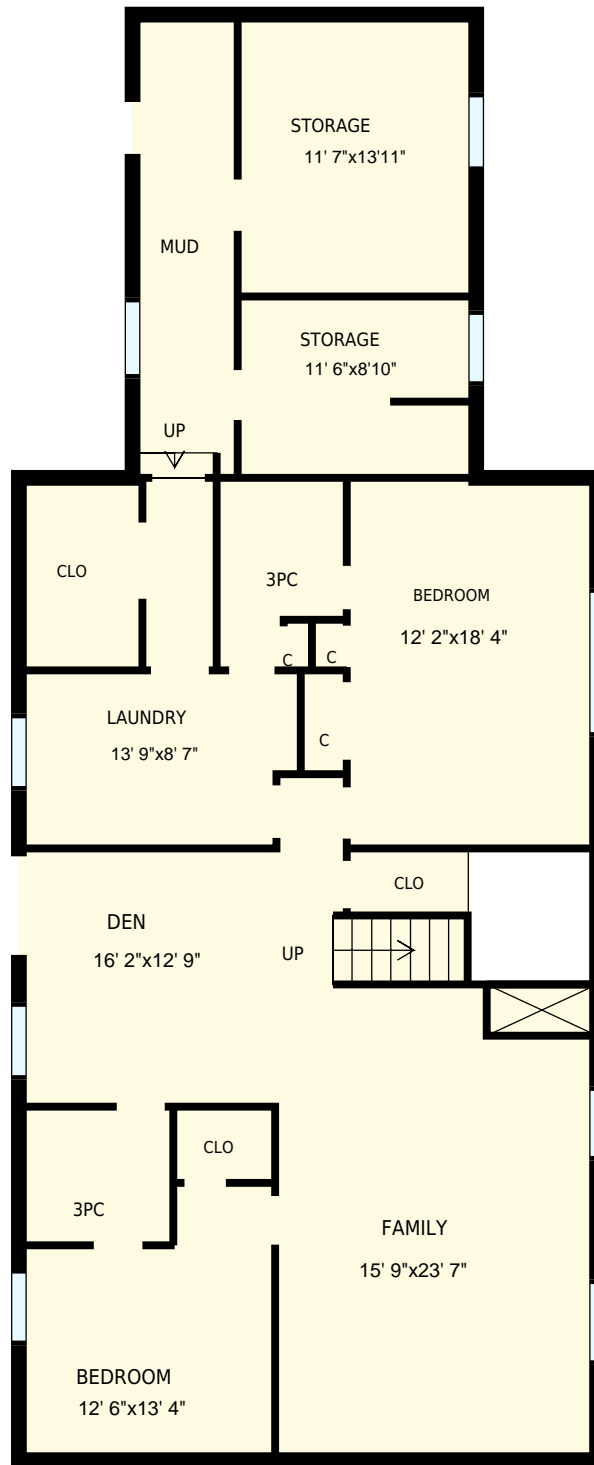 STORAGE
11' 7"x13'11"
MUD
STORAGE
11' 6"x8'10"
UP
CLO
3PC
BEDROOM
12' 2"x18' 4"
C
C
LAUNDRY
13' 9"x8' 7"
C
CLO
DEN
16' 2"x12' 9"
UP
CLO
3PC
FAMILY
15' 9"x23' 7"
BEDROOM
12' 6"x13' 4"